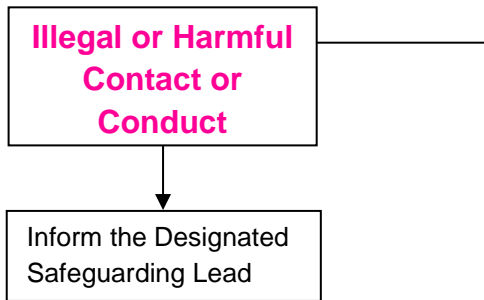 Illegal or Harmful
Contact or
Conduct
Inform the Designated
Safeguarding Lead